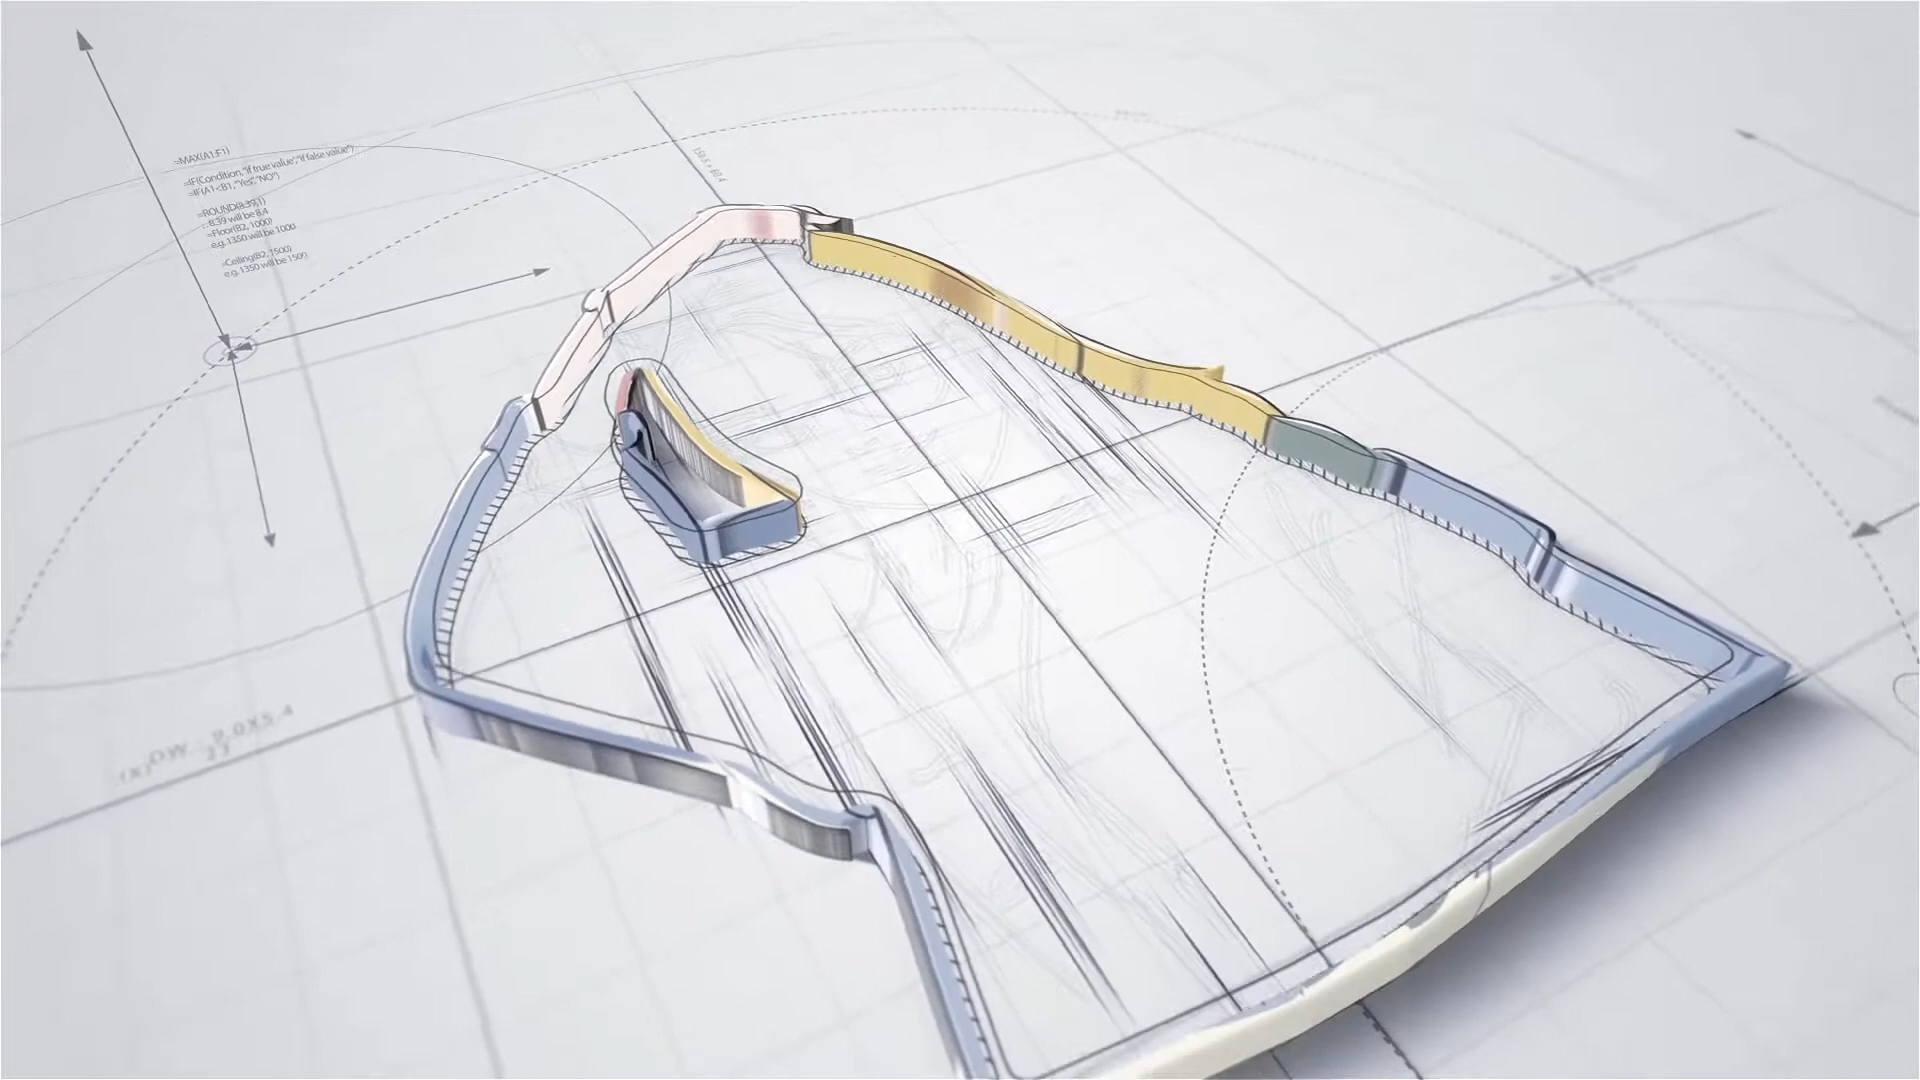 =MAX(A1:F1)
=IF(Condition, "if true value", "if false value")
=IF(A1<B1, "Yes", "NO")
=ROUND(8.39,1)
8.39 will be 8.4
=Floor(B2, 1000)
e.g. 1350 will be 1000
=Ceiling(B2, 1500)
e.g. 1350 will be 1500